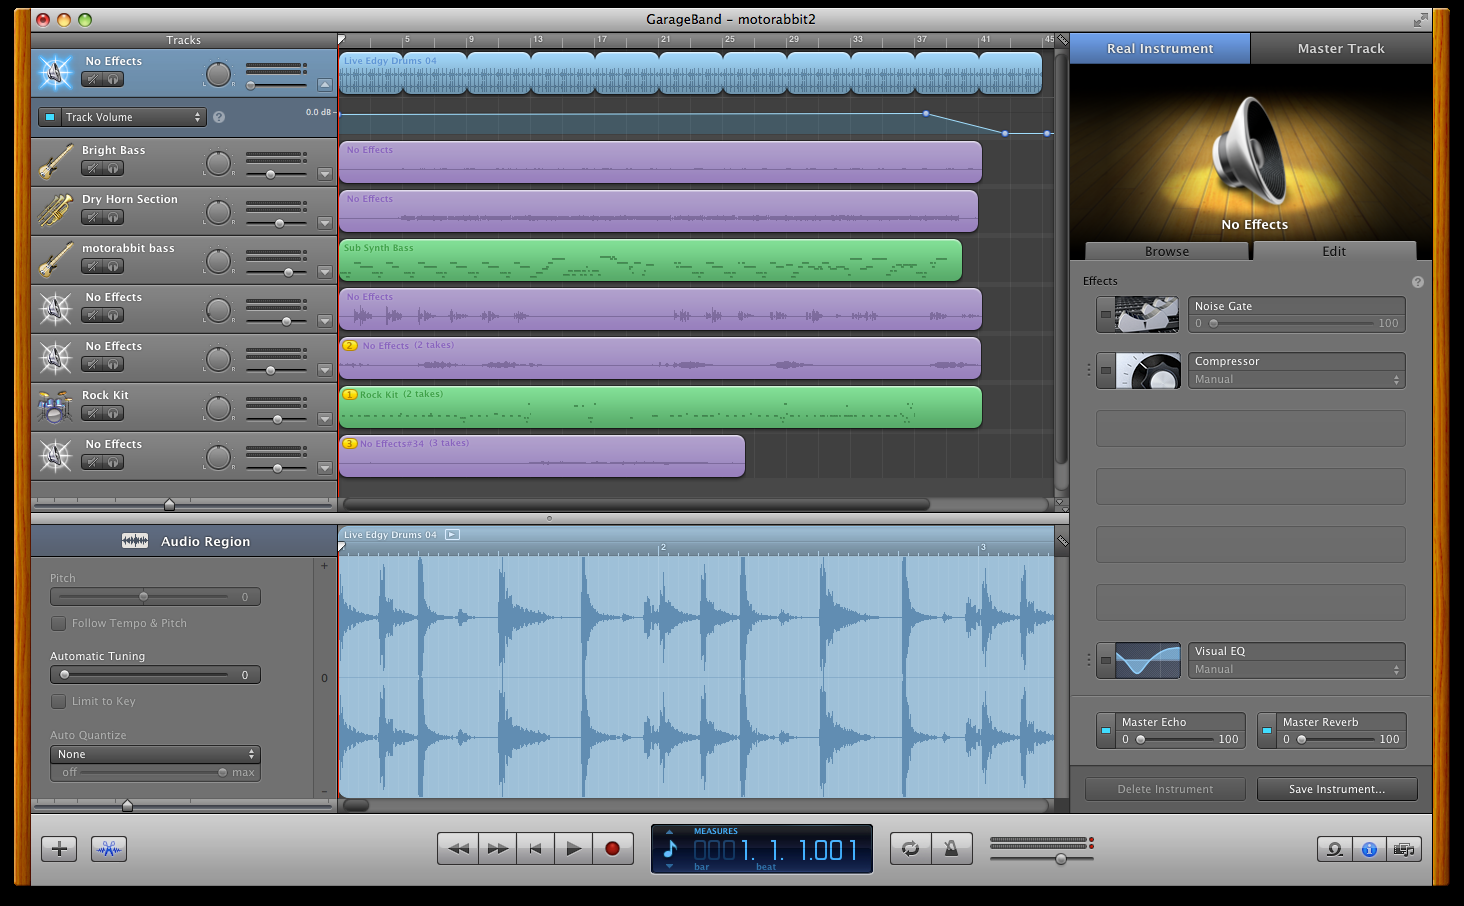 GarageBand - motorabbit2
Tracks
5 9 13 17 21 25 29 33 37 41 45
Real Instrument
Master Track
No Effects
Live Edgy Drums 04
Track Volume
?
0.0 dB
Bright Bass
L R
No Effects
Dry Horn Section
L R
No Effects
motorabbit bass
L R
Sub Synth Bass
No Effects
L R
No Effects
No Effects
L R
2 No Effects (2 takes)
Rock Kit
L R
1 Rock Kit (2 takes)
No Effects
L R
3 No Effects#34 (3 takes)
No Effects
Browse
Edit
Effects
?
Noise Gate
0 100
Compressor
Manual
Visual EQ
Manual
Master Echo
0 100
Master Reverb
0 100
Delete Instrument
Save Instrument...
Audio Region
Live Edgy Drums 04
2 3
Pitch
0
Follow Tempo & Pitch
Automatic Tuning
0
Limit to Key
Auto Quantize
None
off max
+
0
-
MEASURES
0001. 1. 1.001
bar beat